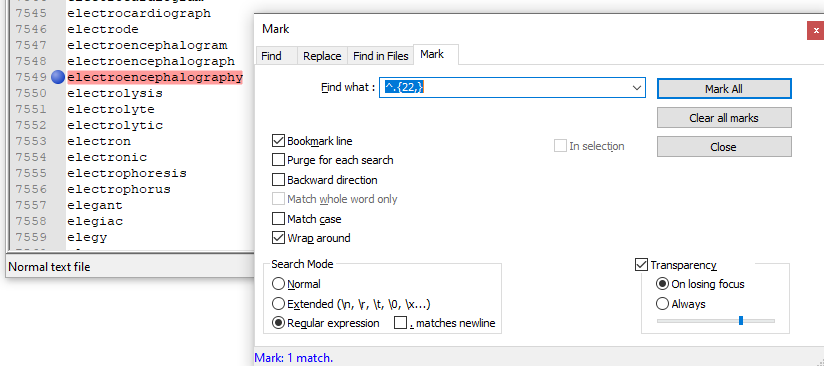 7545 electrocardiograph
7546 electrode
7547 electroencephalogram
7548 electroencephalograph
7549 electroencephalography
7550 electrolysis
7551 electrolyte
7552 electrolytic
7553 electron
7554 electronic
7555 electrophoresis
7556 electrophorus
7557 elegant
7558 elegiac
7559 elegy
Normal text file
Mark
x
Find Replace Find in Files Mark
Find what : ^.{22,}
Mark All
Clear all marks
Close
Bookmark line
In selection
Purge for each search
Backward direction
Match whole word only
Match case
Wrap around
Search Mode
Normal
Extended (\n, \r, \t, \0, \x...)
Regular expression
. matches newline
Transparency
On losing focus
Always
Mark: 1 match.